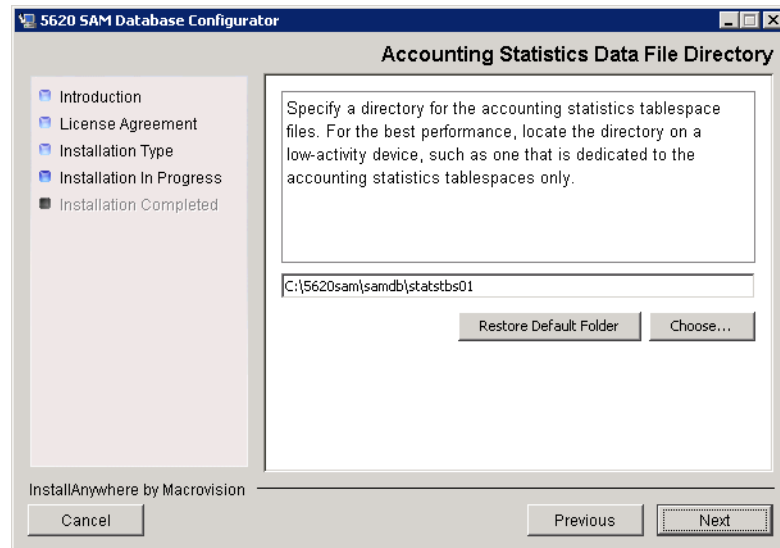 5620 SAM Database Configurator
Accounting Statistics Data File Directory
Introduction
License Agreement
Installation Type
Installation In Progress
Installation Completed
Specify a directory for the accounting statistics tablespace
files. For the best performance, locate the directory on a
low-activity device, such as one that is dedicated to the
accounting statistics tablespaces only.
C:\5620sam\samdb\statstbs01
Restore Default Folder
Choose...
InstallAnywhere by Macrovision
Cancel
Previous
Next